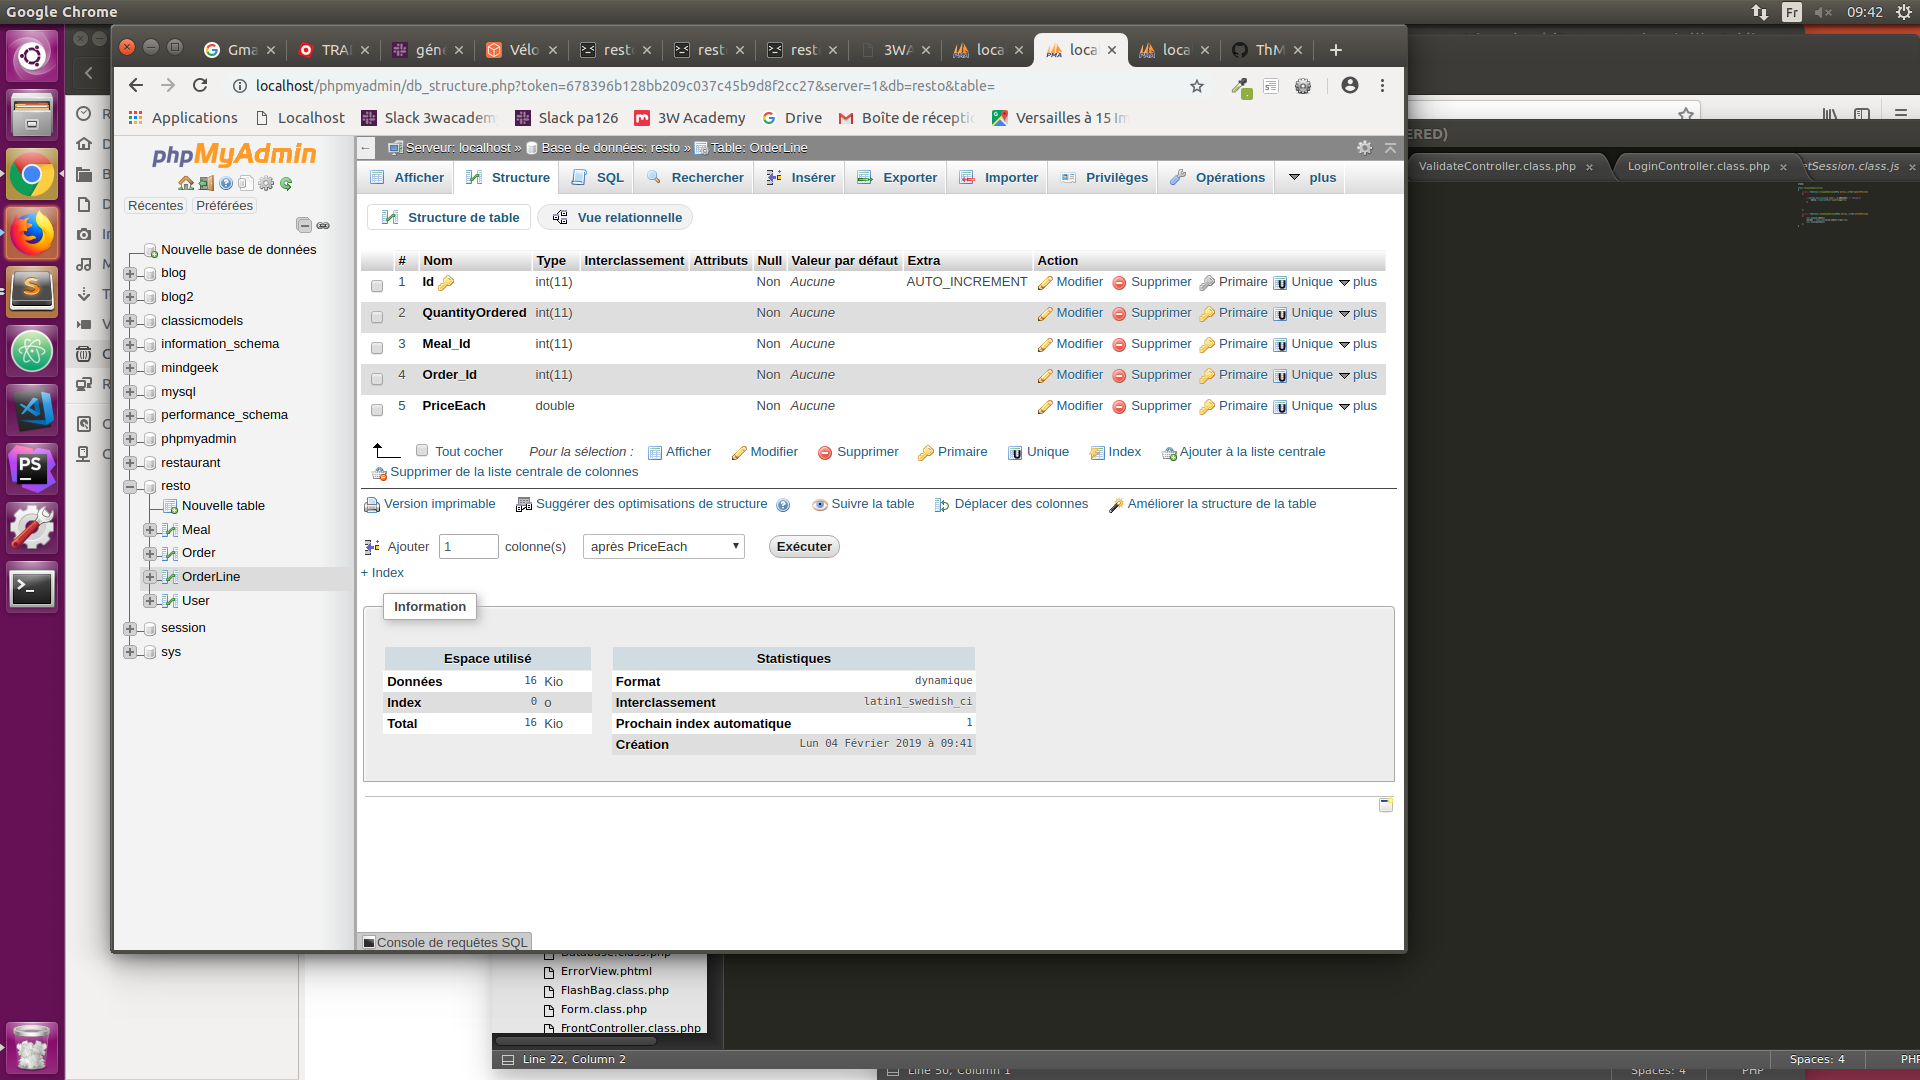 Google Chrome
Fr
09:42
Gma
TRAI
géné
Vélo
rest
rest
rest
3WA
loca
loca
loca
ThM
localhost/phpmyadmin/db_structure.php?token=678396b128bb209c037c45b9d8f2cc27&server=1&db=resto&table=
Applications
Localhost
Slack 3wacadem
Slack pa126
3W Academy
Drive
Boîte de récepti
Versailles à 15 Im
ERED)
ValidateController.class.php
LoginController.class.php
tSession.class.js
phpMyAdmin
Récentes
Préférées
Nouvelle base de données
blog
blog2
classicmodels
information_schema
mindgeek
mysql
performance_schema
phpmyadmin
restaurant
resto
Nouvelle table
Meal
Order
OrderLine
User
session
sys
Serveur: localhost » Base de données: resto » Table: OrderLine
Afficher
Structure
SQL
Rechercher
Insérer
Exporter
Importer
Privilèges
Opérations
plus
Structure de table
Vue relationnelle
# Nom Type Interclassement Attributs Null Valeur par défaut Extra Action
1 Id int(11) Non Aucune AUTO_INCREMENT Modifier Supprimer Primaire Unique plus
2 QuantityOrdered int(11) Non Aucune Modifier Supprimer Primaire Unique plus
3 Meal_Id int(11) Non Aucune Modifier Supprimer Primaire Unique plus
4 Order_Id int(11) Non Aucune Modifier Supprimer Primaire Unique plus
5 PriceEach double Non Aucune Modifier Supprimer Primaire Unique plus
Tout cocher Pour la sélection : Afficher Modifier Supprimer Primaire Unique Index Ajouter à la liste centrale
Supprimer de la liste centrale de colonnes
Version imprimable Suggérer des optimisations de structure Suivre la table Déplacer des colonnes Améliorer la structure de la table
Ajouter 1 colonne(s) après PriceEach Exécuter
+ Index
Information
Espace utilisé
Données 16 Kio
Index 0 o
Total 16 Kio
Statistiques
Format dynamique
Interclassement latin1_swedish_ci
Prochain index automatique 1
Création Lun 04 Février 2019 à 09:41
Console de requêtes SQL
Database.class.php
ErrorView.phtml
FlashBag.class.php
Form.class.php
FrontController.class.php
Line 22, Column 2
Spaces: 4
PHP
Line 50, Column 1
Spaces: 4
PHP